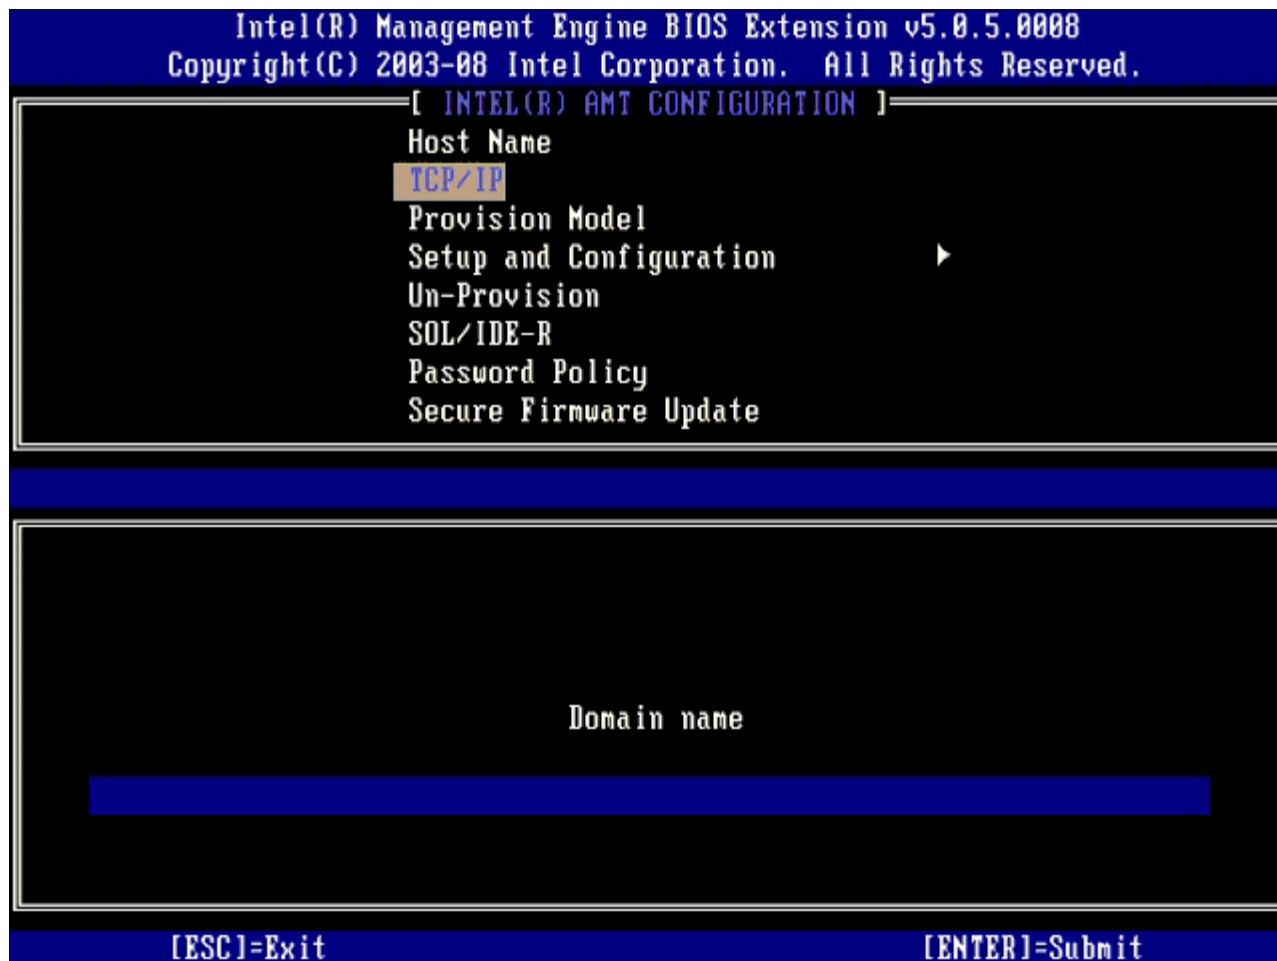 Intel(R) Management Engine BIOS Extension v5.0.5.0008
Copyright(C) 2003-08 Intel Corporation. All Rights Reserved.
[ INTEL(R) AMT CONFIGURATION ]
Host Name
TCP/IP
Provision Model
Setup and Configuration
Un-Provision
SOL/IDE-R
Password Policy
Secure Firmware Update
Domain name
[ESC]=Exit [ENTER]=Submit